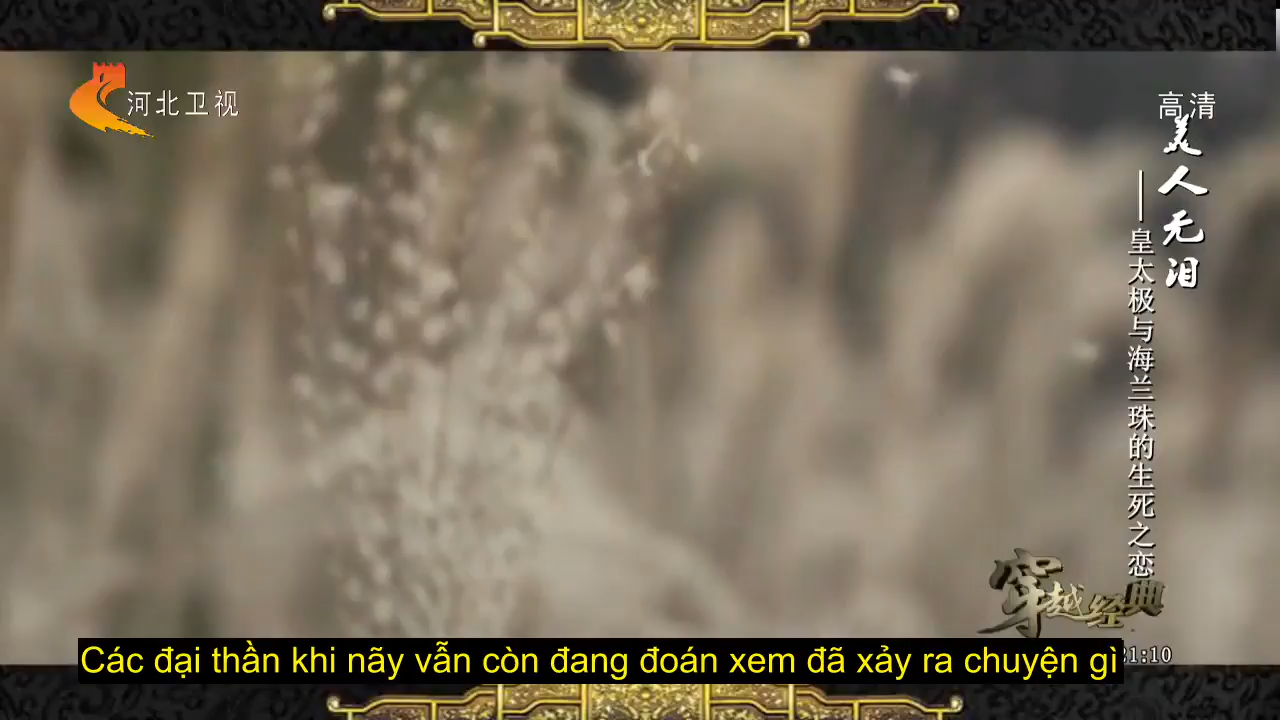 河北卫视
高清
美人无泪
——皇太极与海兰珠的生死之恋
穿越经典
Các đại thần khi nãy vẫn còn đang đoán xem đã xảy ra chuyện gì
21:10